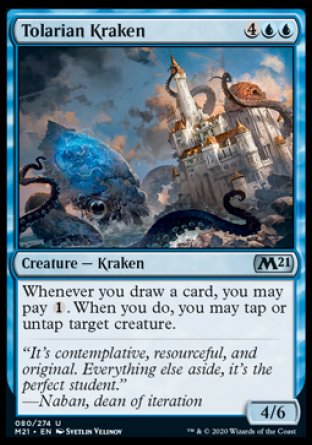 Tolarian Kraken 4
Creature — Kraken M21
Whenever you draw a card, you may
pay 1. When you do, you may tap or
untap target creature.
“It’s contemplative, resourceful, and
original. Everything else aside, it’s the
perfect student.”
—Naban, dean of iteration
4/6
080/274 U
M21 • EN Svetlin Velinov
™ & © 2020 Wizards of the Coast